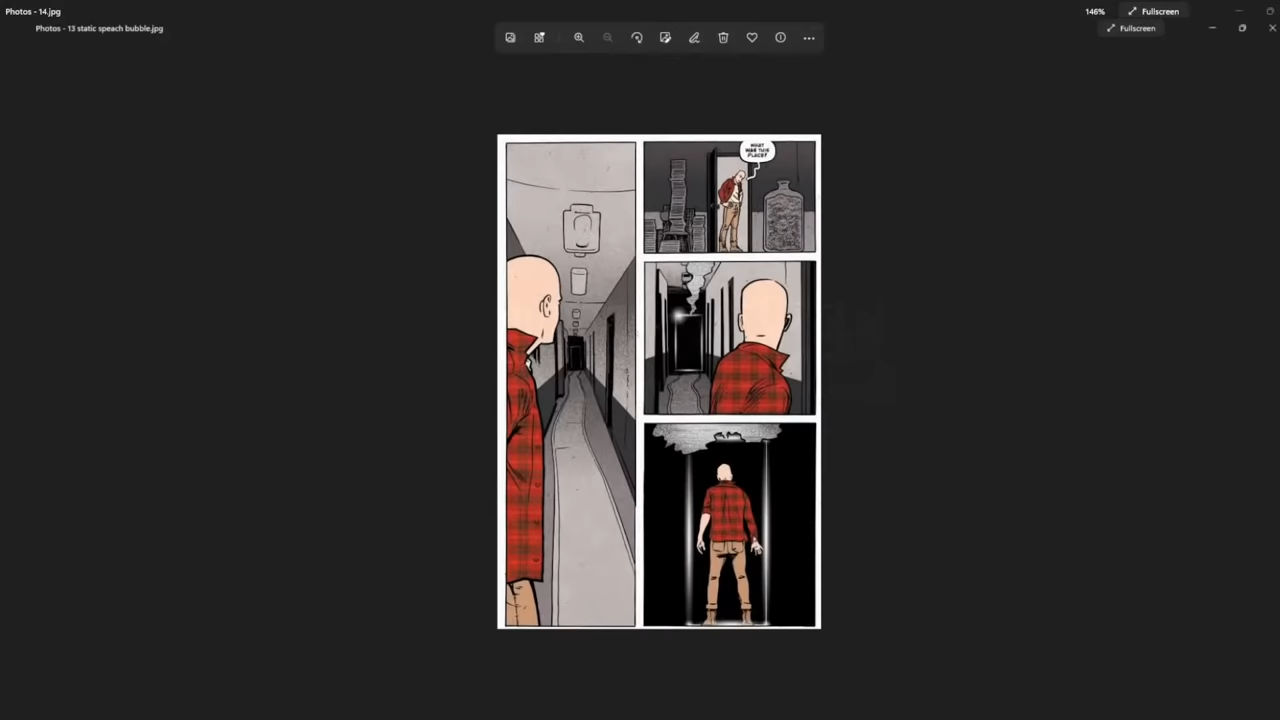 Photos - 14.jpg
146%
Fullscreen
Photos - 13 static speach bubble.jpg
Fullscreen
WHAT
WAS THIS
PLACE?